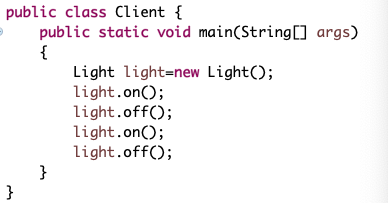 public class Client {
    public static void main(String[] args)
    {
        Light light=new Light();
        light.on();
        light.off();
        light.on();
        light.off();
    }
}